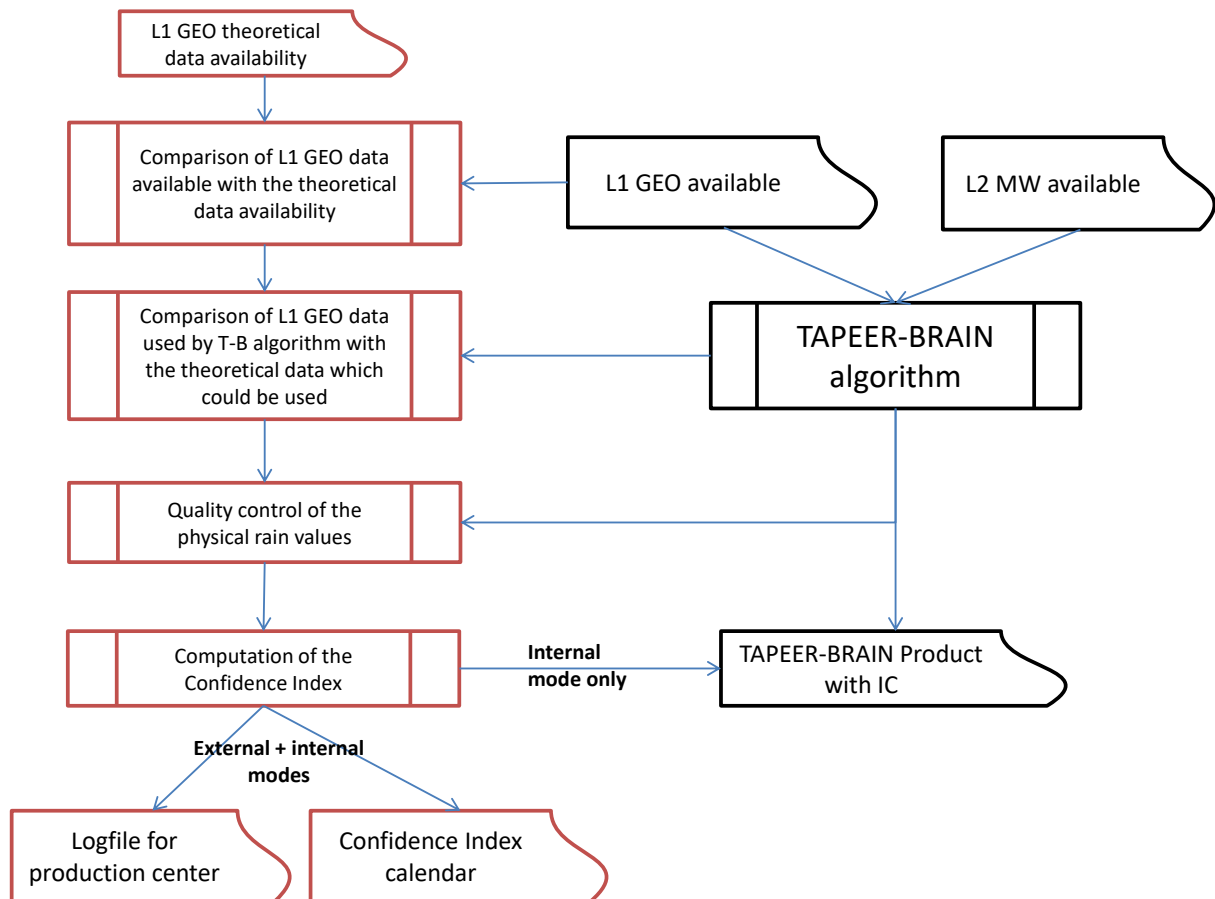 L1 GEO theoretical
data availability
Comparison of L1 GEO data
available with the theoretical
data availability
L1 GEO available
L2 MW available
Comparison of L1 GEO data
used by T-B algorithm with
the theoretical data which
could be used
TAPEER-BRAIN
algorithm
Quality control of the
physical rain values
Computation of the
Confidence Index
Internal
mode only
TAPEER-BRAIN Product
with IC
External + internal
modes
Logfile for
production center
Confidence Index
calendar